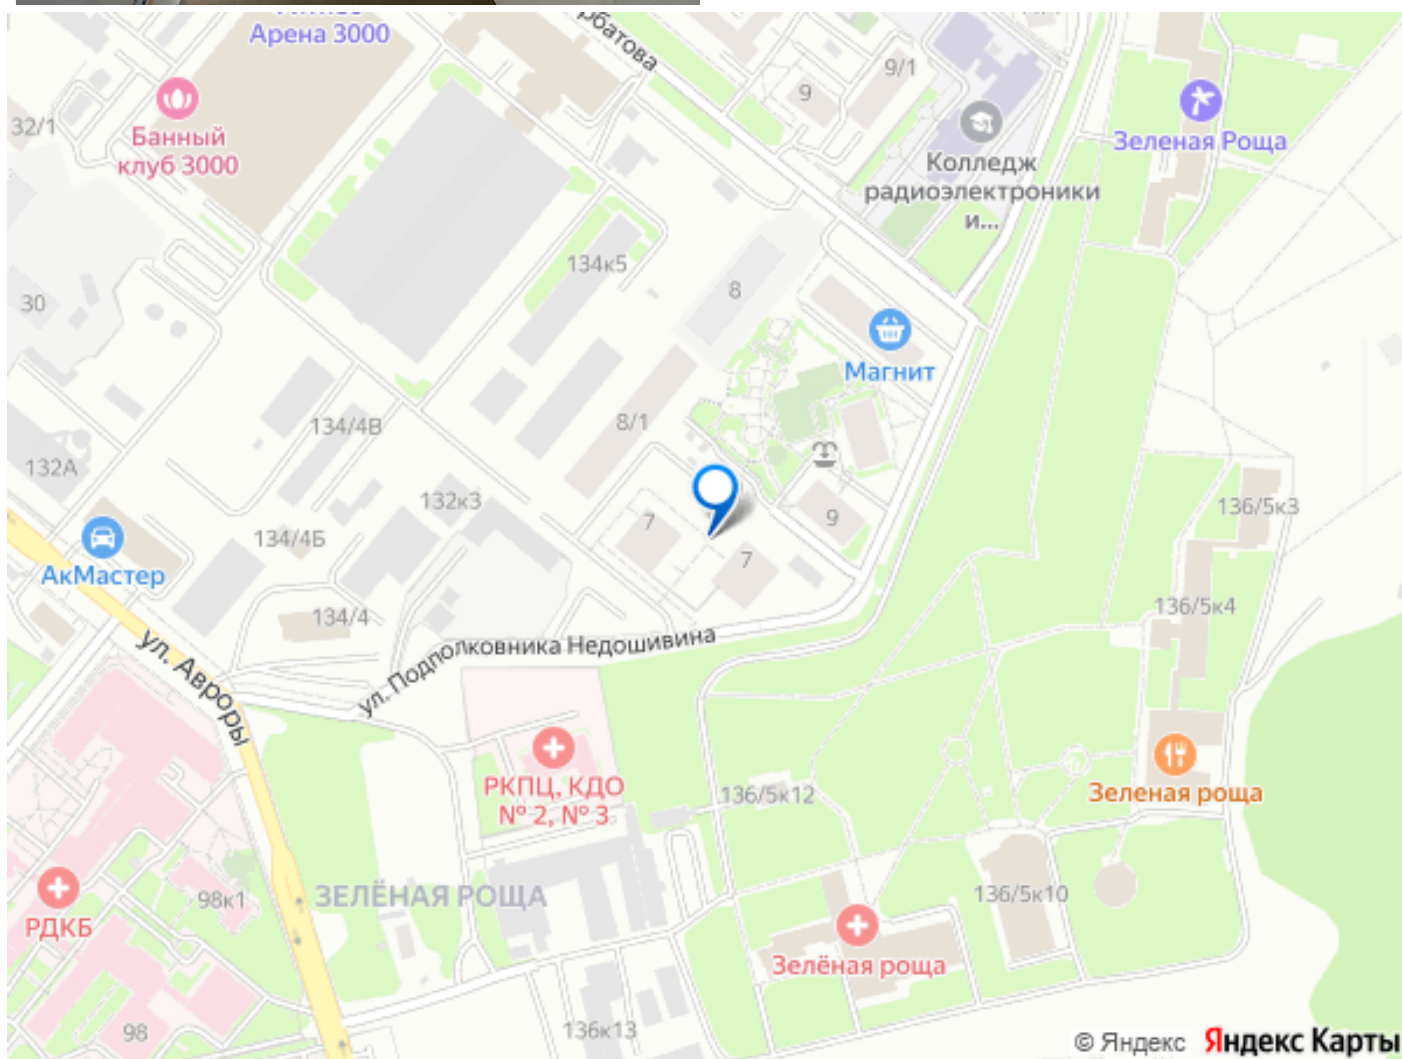 Арена 3000
9/1
9
32/1
Банный
клуб 3000
Зеленая Роща
Колледж
радиоэлектроники
и...
134к5
8
30
Магнит
8/1
134/4В
132А
132к3
7
9
136/5к3
134/4Б
7
АкМастер
136/5к4
134/4
ул. Подполковника Недошивина
ул. Авроры
РКПЦ, КДО
№ 2, № 3
136/5к12
Зеленая роща
98к1
ЗЕЛЁНАЯ РОЩА
136/5к10
РДКБ
Зелёная роща
98
136к13
© Яндекс Яндекс Карты